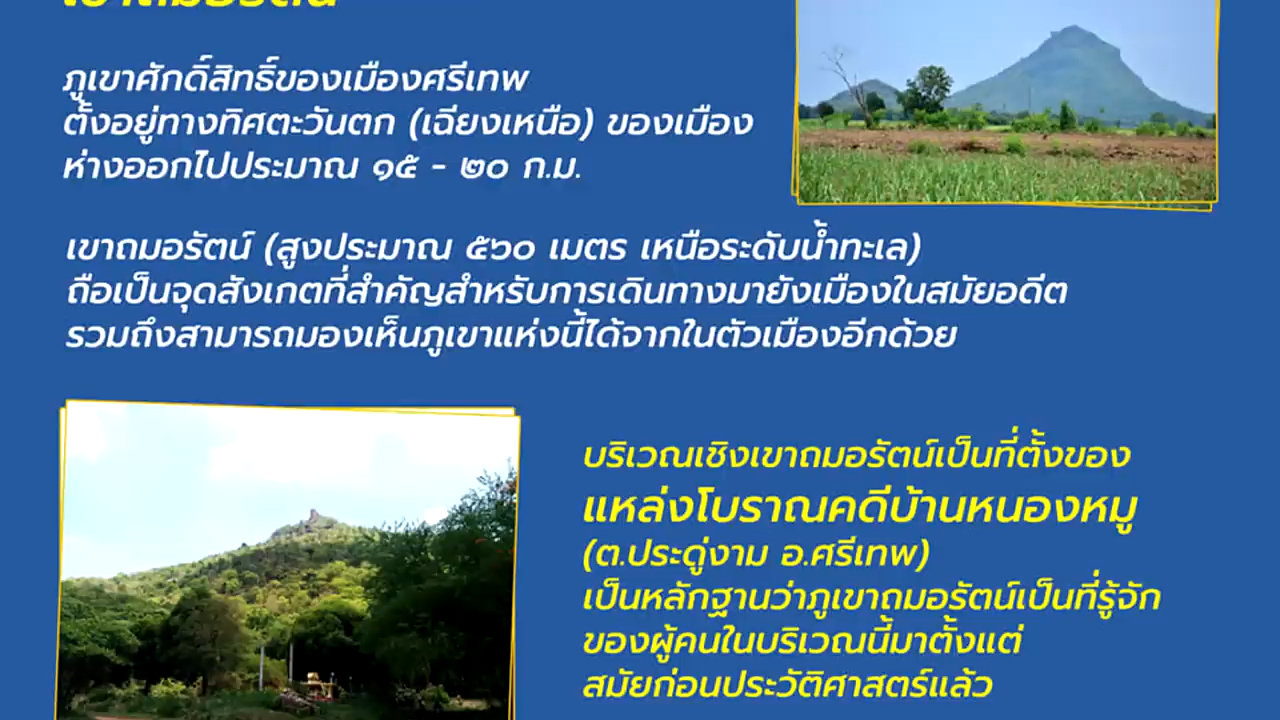 ภูเขาศักดิ์สิทธิ์ของเมืองศรีเทพ
ตั้งอยู่ทางทิศตะวันตก (เฉียงเหนือ) ของเมือง
ห่างออกไปประมาณ ๑๕ - ๒๐ ก.ม.
เขาถมอรัตน์ (สูงประมาณ ๕๖๐ เมตร เหนือระดับน้ำทะเล)
ถือเป็นจุดสังเกตที่สำคัญสำหรับการเดินทางมายังเมืองในสมัยอดีต
รวมถึงสามารถมองเห็นภูเขาแห่งนี้ได้จากในตัวเมืองอีกด้วย
บริเวณเชิงเขาถมอรัตน์เป็นที่ตั้งของ
แหล่งโบราณคดีบ้านหนองหมู
(ต.ประดู่งาม อ.ศรีเทพ)
เป็นหลักฐานว่าภูเขาถมอรัตน์เป็นที่รู้จัก
ของผู้คนในบริเวณนี้มาตั้งแต่
สมัยก่อนประวัติศาสตร์แล้ว